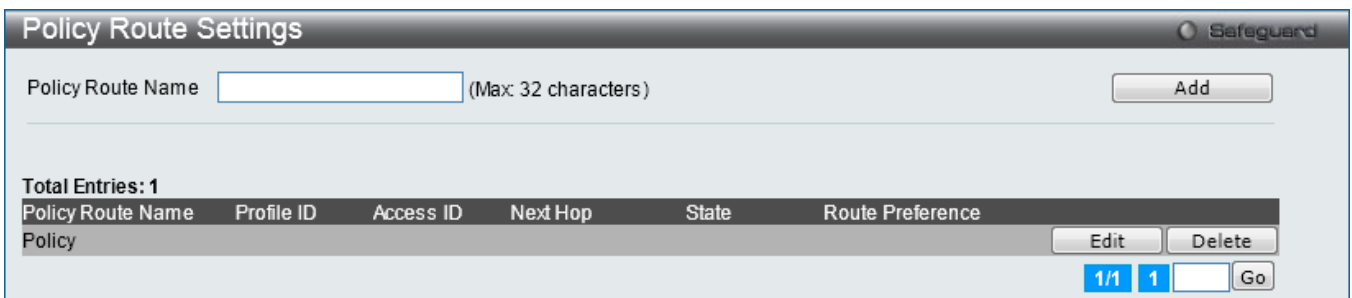 Policy Route Settings Safeguard
Policy Route Name (Max: 32 characters) Add
Total Entries: 1
Policy Route Name Profile ID Access ID Next Hop State Route Preference
Policy Edit Delete
1/1 1 Go